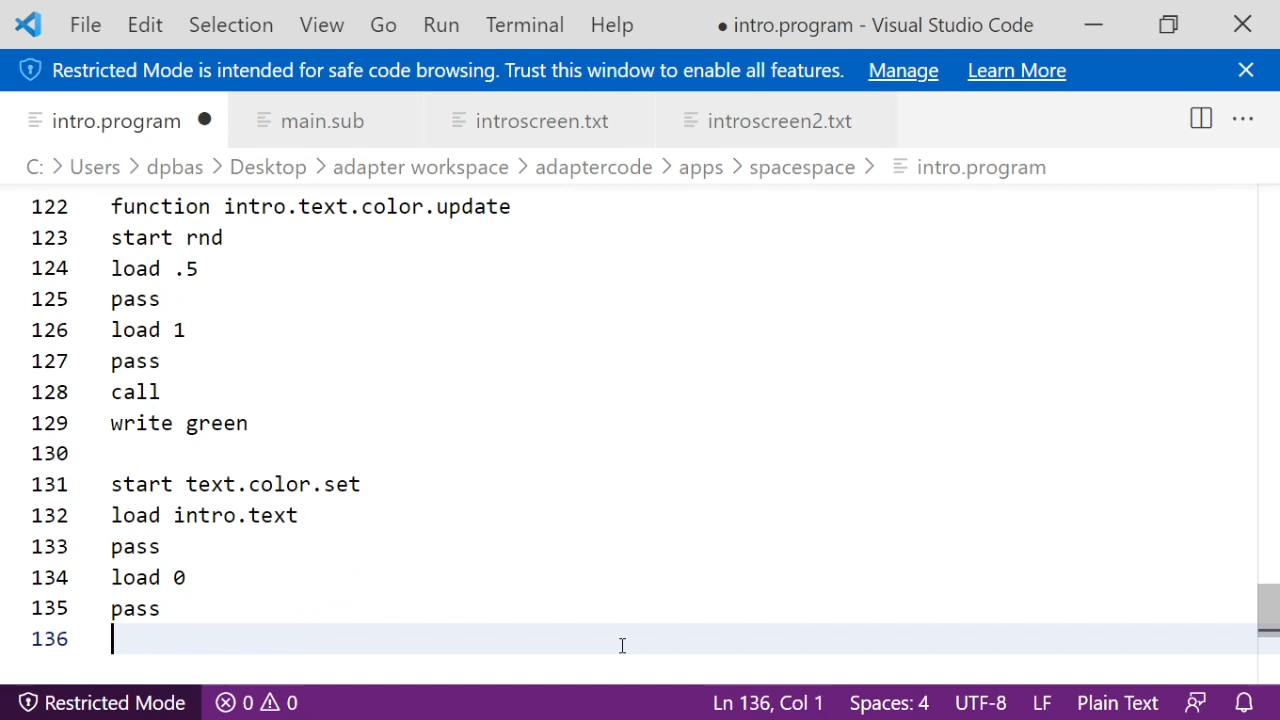 File Edit Selection View Go Run Terminal Help ● intro.program - Visual Studio Code
Restricted Mode is intended for safe code browsing. Trust this window to enable all features. Manage Learn More
intro.program ● main.sub introscreen.txt introscreen2.txt
C: > Users > dpbas > Desktop > adapter workspace > adaptercode > apps > spacespace > intro.program
122 function intro.text.color.update
123 start rnd
124 load .5
125 pass
126 load 1
127 pass
128 call
129 write green
130
131 start text.color.set
132 load intro.text
133 pass
134 load 0
135 pass
136
Restricted Mode 0 0 Ln 136, Col 1 Spaces: 4 UTF-8 LF Plain Text